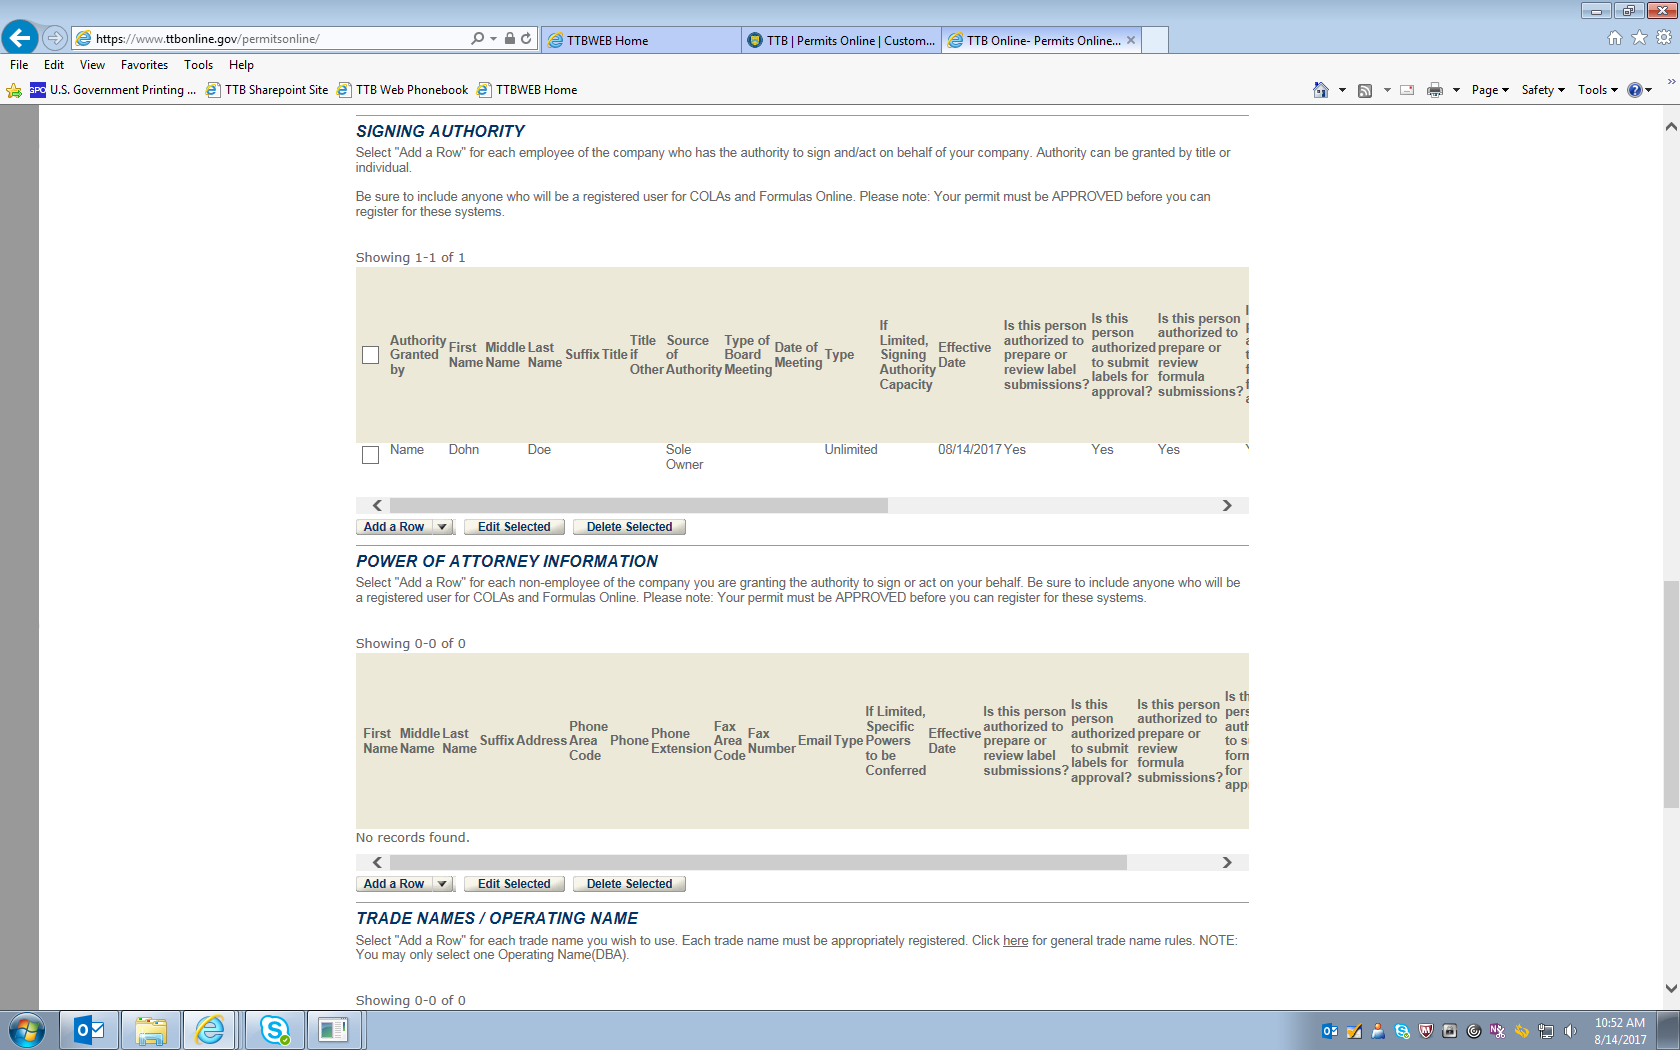 https://www.ttbonline.gov/permitsonline/
TTBWEB Home
TTB | Permits Online | Custom...
TTB Online- Permits Online...
File Edit View Favorites Tools Help
GPO U.S. Government Printing ... TTB Sharepoint Site TTB Web Phonebook TTBWEB Home
Page Safety Tools
SIGNING AUTHORITY
Select "Add a Row" for each employee of the company who has the authority to sign and/act on behalf of your company. Authority can be granted by title or
individual.
Be sure to include anyone who will be a registered user for COLAs and Formulas Online. Please note: Your permit must be APPROVED before you can
register for these systems.
Showing 1-1 of 1
Authority Granted by
First Name
Middle Name
Last Name
Suffix
Title
Title if Other
Source of Authority
Type of Board Meeting
Date of Meeting
Type
If Limited, Signing Authority Capacity
Effective Date
Is this person authorized to prepare or review label submissions?
Is this person authorized to submit labels for approval?
Is this person authorized to prepare or review formula submissions?
Name Dohn Doe Sole Owner Unlimited 08/14/2017 Yes Yes Yes
Add a Row Edit Selected Delete Selected
POWER OF ATTORNEY INFORMATION
Select "Add a Row" for each non-employee of the company you are granting the authority to sign or act on your behalf. Be sure to include anyone who will be
a registered user for COLAs and Formulas Online. Please note: Your permit must be APPROVED before you can register for these systems.
Showing 0-0 of 0
First Name
Middle Name
Last Name
Suffix
Address
Phone Area Code
Phone
Phone Extension
Fax Area Code
Fax Number
Email
Type
If Limited, Specific Powers to be Conferred
Effective Date
Is this person authorized to prepare or review label submissions?
Is this person authorized to submit labels for approval?
Is this person authorized to prepare or review formula submissions?
No records found.
Add a Row Edit Selected Delete Selected
TRADE NAMES / OPERATING NAME
Select "Add a Row" for each trade name you wish to use. Each trade name must be appropriately registered. Click here for general trade name rules. NOTE:
You may only select one Operating Name(DBA).
Showing 0-0 of 0
10:52 AM
8/14/2017